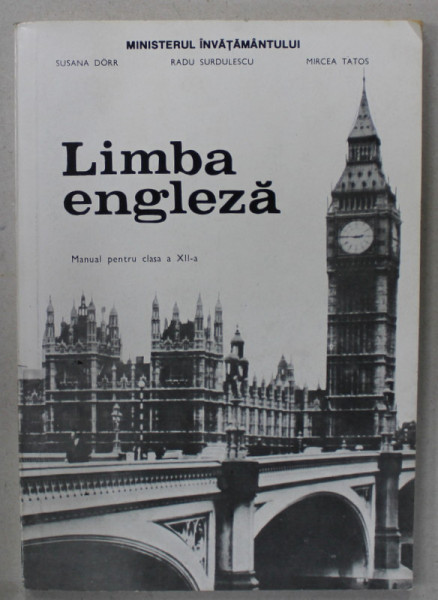 MINISTERUL ÎNVĂȚĂMÂNTULUI
SUSANA DÖRR RADU SURDULESCU MIRCEA TATOS
Limba
engleză
Manual pentru clasa a XII-a